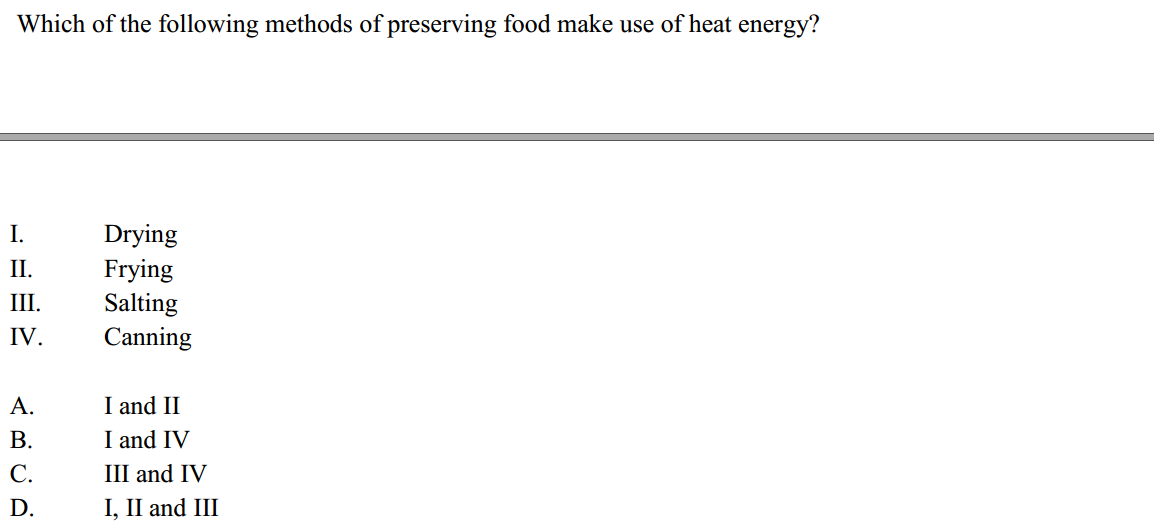 Which of the following methods of preserving food make use of heat energy?
I. Drying
II. Frying
III. Salting
IV. Canning
A. I and II
B. I and IV
C. III and IV
D. I, II and III